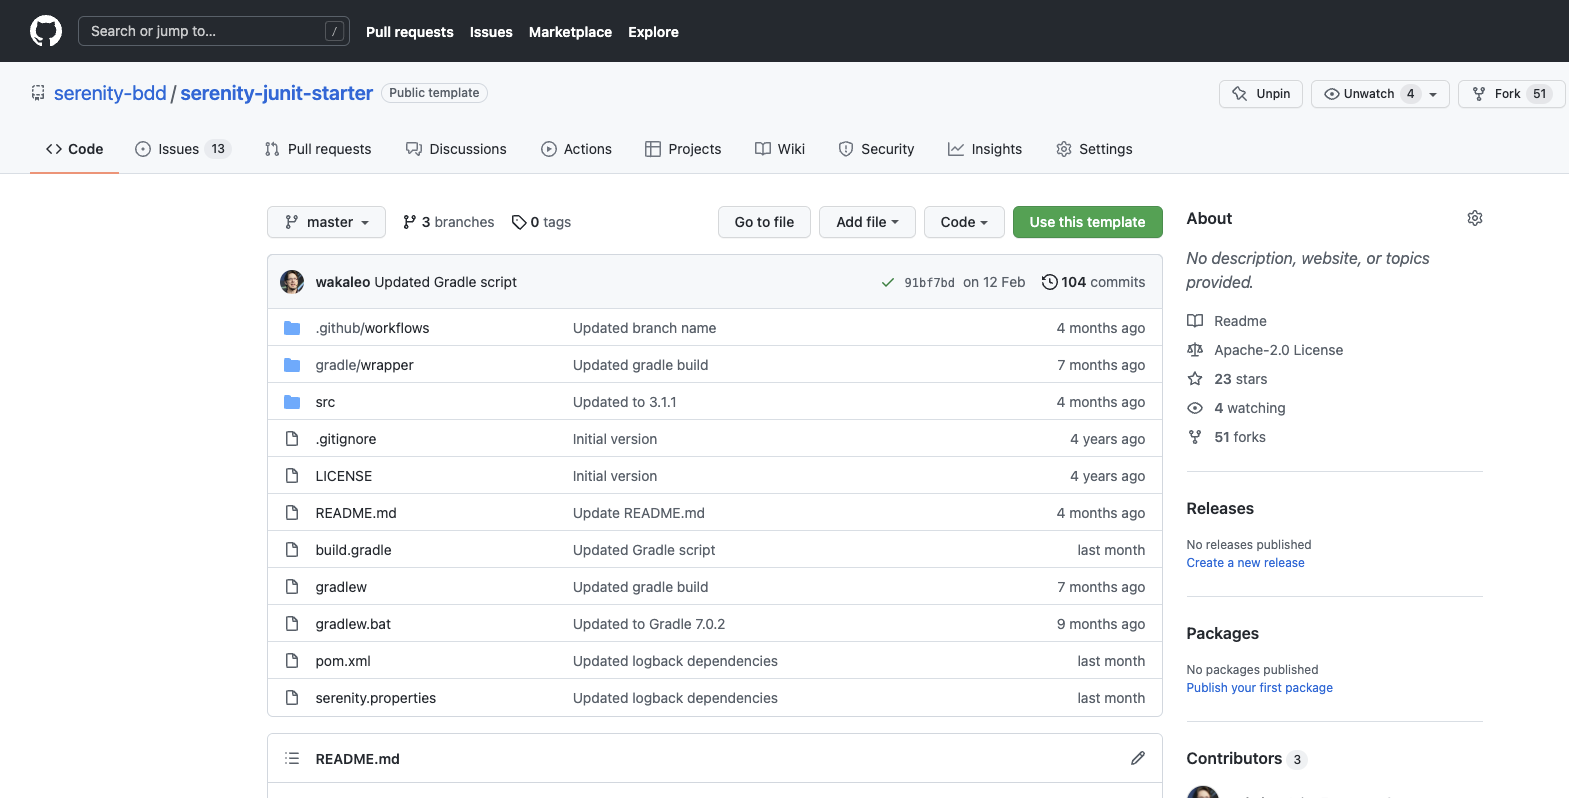 Search or jump to... /
Pull requests Issues Marketplace Explore
serenity-bdd / serenity-junit-starter Public template
Unpin Unwatch 4 Fork 51
Code Issues 13 Pull requests Discussions Actions Projects Wiki Security Insights Settings
master 3 branches 0 tags Go to file Add file Code Use this template
wakaleo Updated Gradle script 91bf7bd on 12 Feb 104 commits
.github/workflows Updated branch name 4 months ago
gradle/wrapper Updated gradle build 7 months ago
src Updated to 3.1.1 4 months ago
.gitignore Initial version 4 years ago
LICENSE Initial version 4 years ago
README.md Update README.md 4 months ago
build.gradle Updated Gradle script last month
gradlew Updated gradle build 7 months ago
gradlew.bat Updated to Gradle 7.0.2 9 months ago
pom.xml Updated logback dependencies last month
serenity.properties Updated logback dependencies last month
README.md
About
No description, website, or topics
provided.
Readme
Apache-2.0 License
23 stars
4 watching
51 forks
Releases
No releases published
Create a new release
Packages
No packages published
Publish your first package
Contributors 3